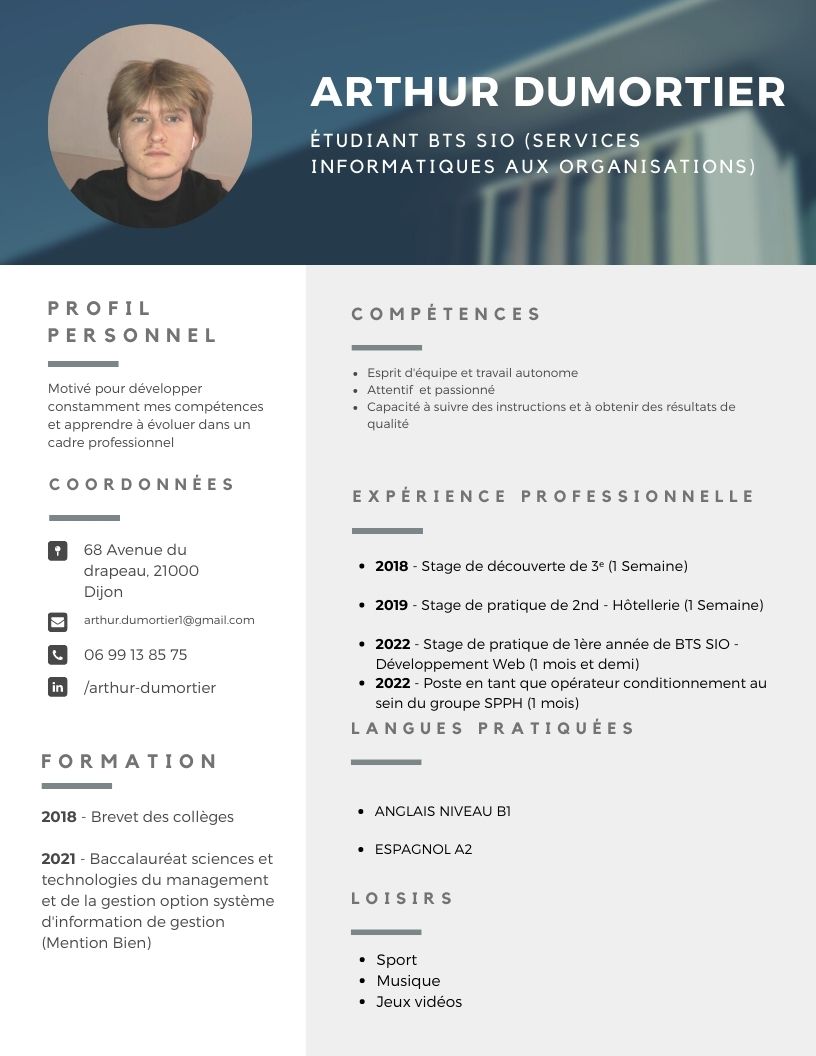 ARTHUR DUMORTIER
ÉTUDIANT BTS SIO (SERVICES
INFORMATIQUES AUX ORGANISATIONS)
PROFIL
PERSONNEL
Motivé pour développer
constamment mes compétences
et apprendre à évoluer dans un
cadre professionnel
COORDONNÉES
68 Avenue du
drapeau, 21000
Dijon
arthur.dumortier1@gmail.com
06 99 13 85 75
/arthur-dumortier
FORMATION
2018 - Brevet des collèges
2021 - Baccalauréat sciences et
technologies du management
et de la gestion option système
d'information de gestion
(Mention Bien)
COMPÉTENCES
• Esprit d'équipe et travail autonome
• Attentif et passionné
• Capacité à suivre des instructions et à obtenir des résultats de
qualité
EXPÉRIENCE PROFESSIONNELLE
• 2018 - Stage de découverte de 3ᵉ (1 Semaine)
• 2019 - Stage de pratique de 2nd - Hôtellerie (1 Semaine)
• 2022 - Stage de pratique de 1ère année de BTS SIO -
Développement Web (1 mois et demi)
• 2022 - Poste en tant que opérateur conditionnement au
sein du groupe SPPH (1 mois)
LANGUES PRATIQUÉES
• ANGLAIS NIVEAU B1
• ESPAGNOL A2
LOISIRS
• Sport
• Musique
• Jeux vidéos